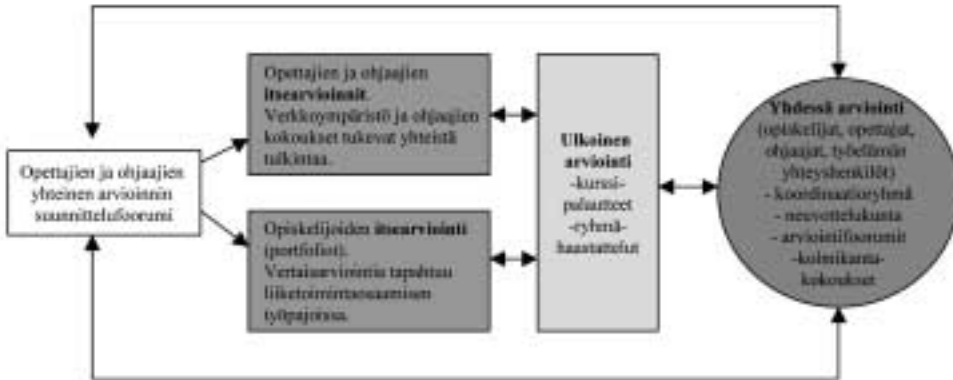 Opettajien ja ohjaajien
yhteinen arvioinnin
suunnittelufoorumi
Opettajien ja ohjaajien
itsearvioinnit.
Verkkoympäristö ja ohjaajien
kokoukset tukevat yhteistä
tulkintaa.
Opiskelijoiden itsearviointi
(portfoliot).
Vertaisarviointia tapahtuu
liiketoimintaosaamisen
työpajoissa.
Ulkoinen
arviointi
-kurssi-
palautteet
-ryhmä-
haastattelut
Yhdessä arviointi
(opiskelijat, opettajat,
ohjaajat, työelämän
yhteyshenkilöt)
- koordinaatioryhmä
- neuvottelukunta
- arviointifoorumit
-kolmikanta-
kokoukset